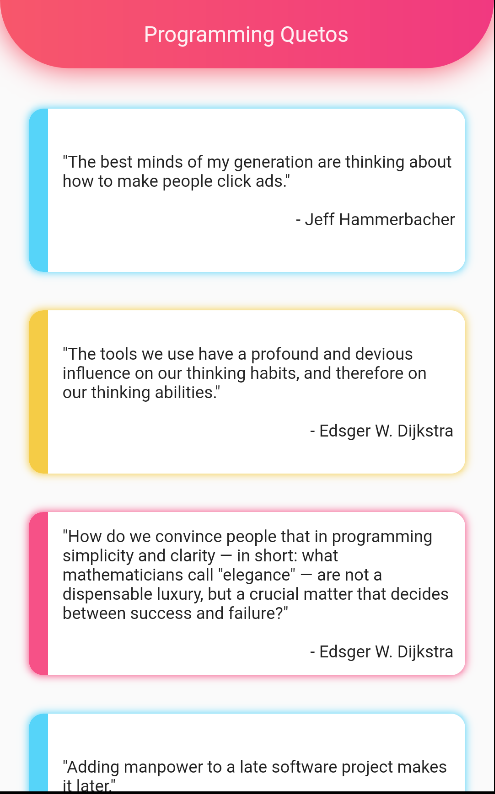 Programming Quetos
"The best minds of my generation are thinking about
how to make people click ads."
- Jeff Hammerbacher
"The tools we use have a profound and devious
influence on our thinking habits, and therefore on
our thinking abilities."
- Edsger W. Dijkstra
"How do we convince people that in programming
simplicity and clarity — in short: what
mathematicians call "elegance" — are not a
dispensable luxury, but a crucial matter that decides
between success and failure?"
- Edsger W. Dijkstra
"Adding manpower to a late software project makes
it later."